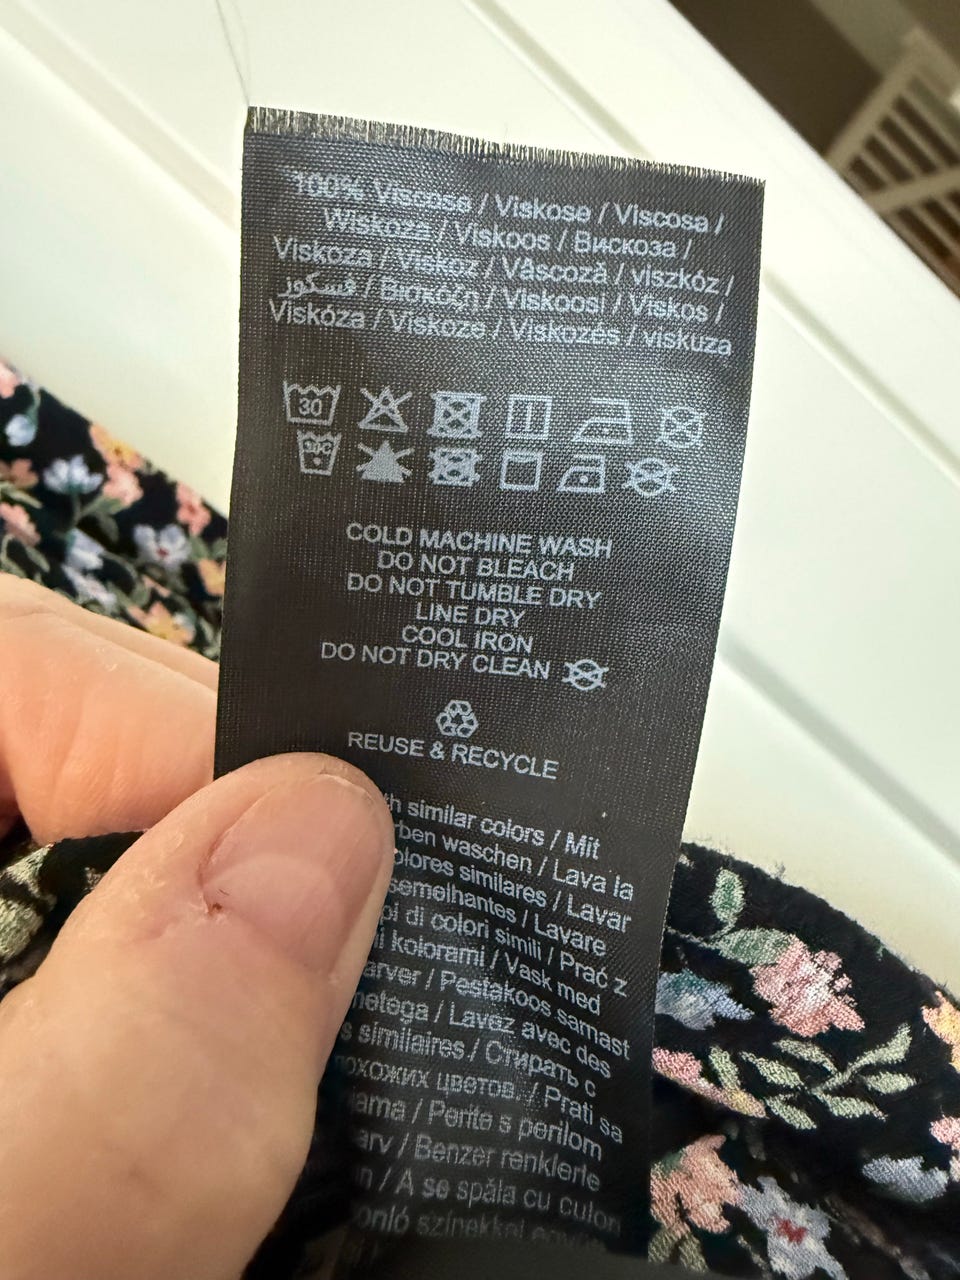 100% Viscose / Viskose / Viscosa /
Wiskoza / Viskoos / Вискоза /
Viskoza / Viskoz / Vâscoză / viszkóz /
فسكوز / Βισκόζη / Viskoosi / Viskos /
Viskóza / Viskoze / Viskozės / viskuza
30
30°C
COLD MACHINE WASH
DO NOT BLEACH
DO NOT TUMBLE DRY
LINE DRY
COOL IRON
DO NOT DRY CLEAN
REUSE & RECYCLE
similar colors / Mit
waschen / Lava la
similares / Lavar
semelhantes / Lavare
di colori simili / Prać z
kolorami / Vask med
/ Pestakoos samast
/ Lavez avec des
similaires / Стирать с
похожих цветов. / Prati sa
/ Perite s perilom
/ Benzer renklerle
/ A se spăla cu culori
színekkel